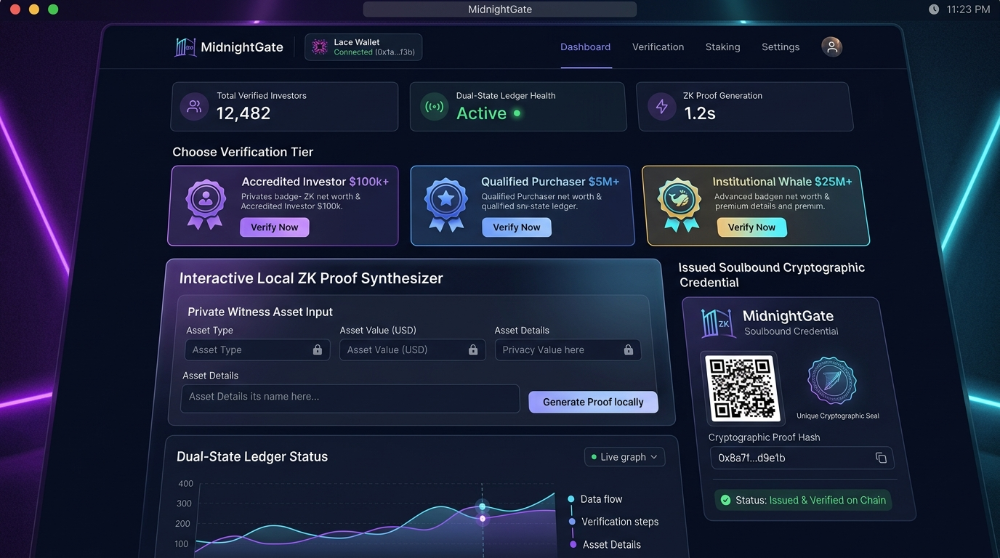 MidnightGate
11:23 PM
MidnightGate
Lace Wallet
Connected (0x1a...f3b)
Dashboard
Verification
Staking
Settings
Total Verified Investors
12,482
Dual-State Ledger Health
Active
ZK Proof Generation
1.2s
Choose Verification Tier
Accredited Investor $100k+
Privates badge- ZK net worth &
Accredited Investor $100k.
Verify Now
Qualified Purchaser $5M+
Qualified Purchaser net worth &
qualified snv-state ledger.
Verify Now
Institutional Whale $25M+
Advanced badgen net worth &
premium details and premim.
Verify Now
Interactive Local ZK Proof Synthesizer
Private Witness Asset Input
Asset Type
Asset Value (USD)
Asset Details
Asset Type
Asset Value (USD)
Privacy Value here
Asset Details
Asset Details its name here...
Generate Proof locally
Issued Soulbound Cryptographic
Credential
ZK
MidnightGate
Soulbound Credential
Unique Cryptographic Seal
Cryptographic Proof Hash
0x8a7f...d9e1b
Status: Issued & Verified on Chain
Dual-State Ledger Status
Live graph
400
300
200
100
Data flow
Verification steps
Asset Details